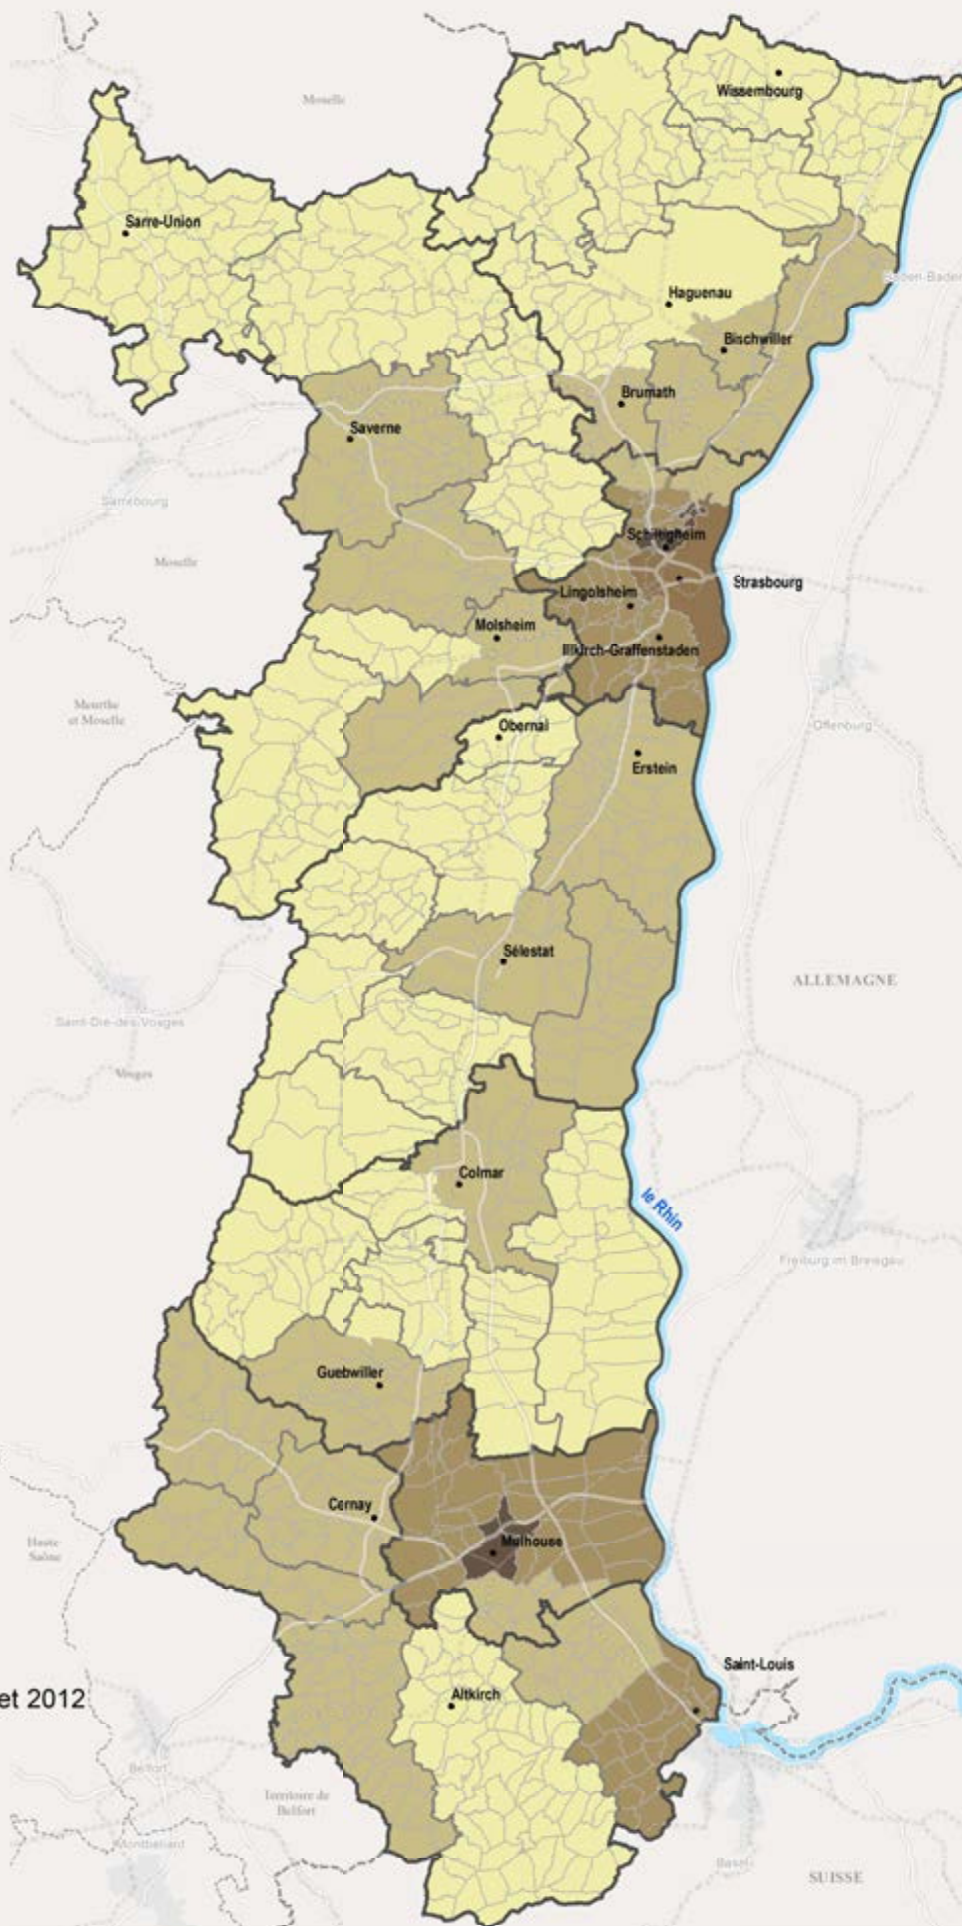 Moselle
Wissembourg
Sarre-Union
Baden-Baden
Haguenau
Bischwiller
Brumath
Saverne
Sarrebourg
Schiltigheim
Moselle
Strasbourg
Lingolsheim
Molsheim
Illkirch-Graffenstaden
Meurthe
et Moselle
Offenburg
Obernai
Erstein
Sélestat
ALLEMAGNE
Saint-Dié-des-Vosges
Vosges
Colmar
le Rhin
Freiburg im Breisgau
Guebwiller
Cernay
Mulhouse
Haute
Saône
Saint-Louis
et 2012
Altkirch
Belfort
Territoire de
Belfort
Montbéliard
Basel
SUISSE